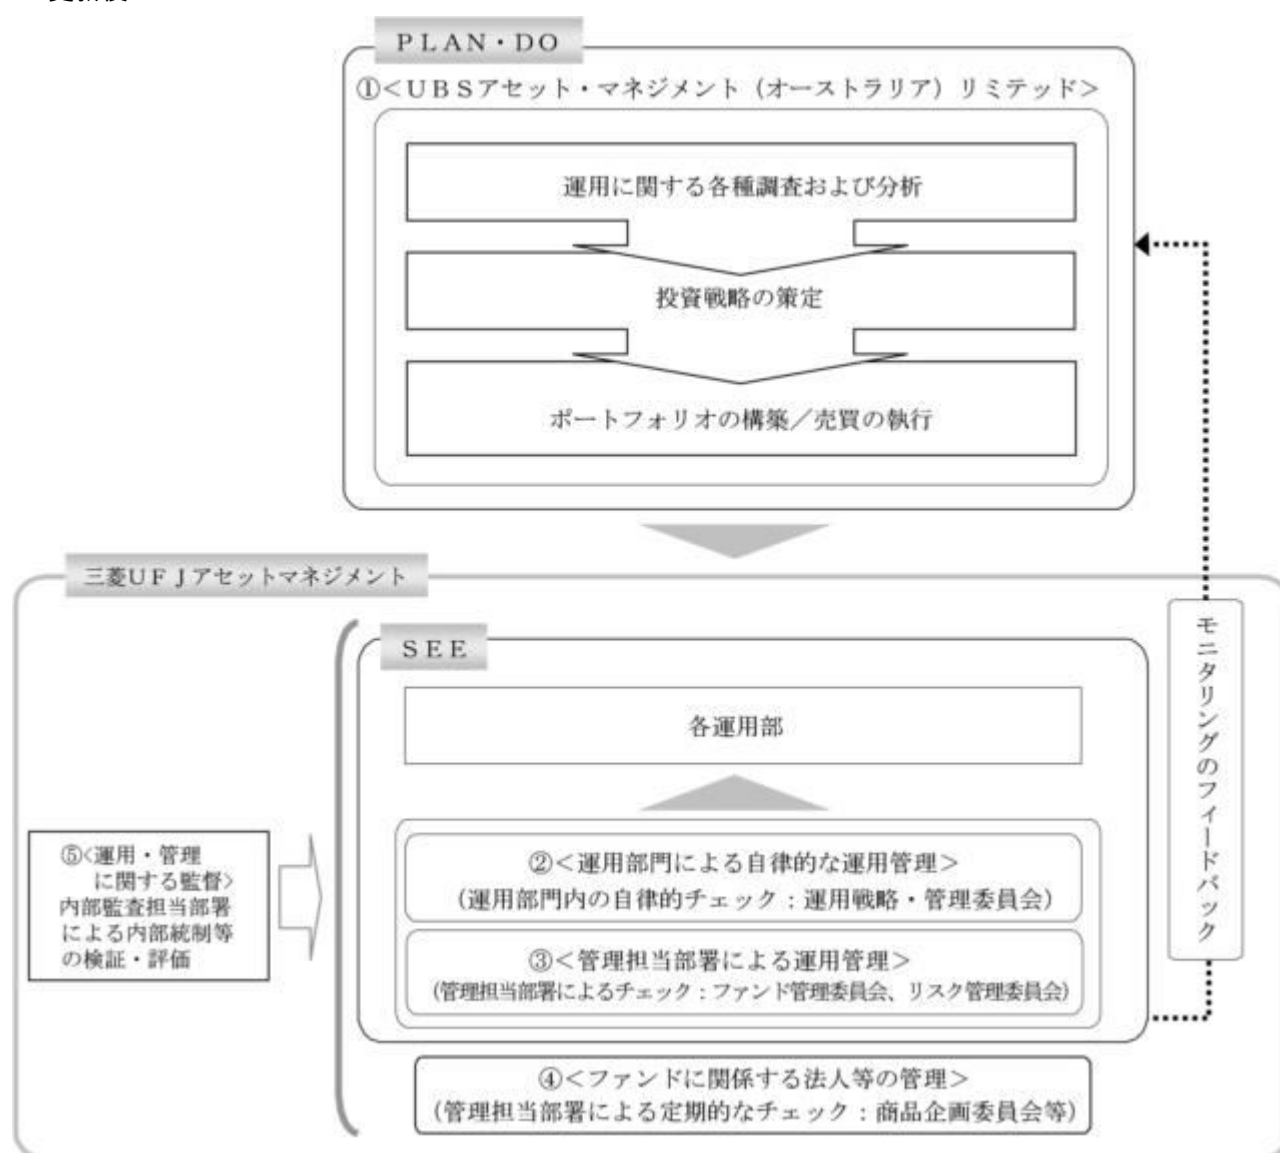 PLAN・DO
①<UBSアセット・マネジメント（オーストラリア）リミテッド>
運用に関する各種調査および分析
投資戦略の策定
ポートフォリオの構築／売買の執行
三菱UFJアセットマネジメント
SEE
各運用部
モニタリングのフィードバック
⑤<運用・管理
に関する監督>
内部監査担当部署
による内部統制等
の検証・評価
②<運用部門による自律的な運用管理>
(運用部門内の自律的チェック：運用戦略・管理委員会)
③<管理担当部署による運用管理>
(管理担当部署によるチェック：ファンド管理委員会、リスク管理委員会)
④<ファンドに関係する法人等の管理>
(管理担当部署による定期的なチェック：商品企画委員会等)